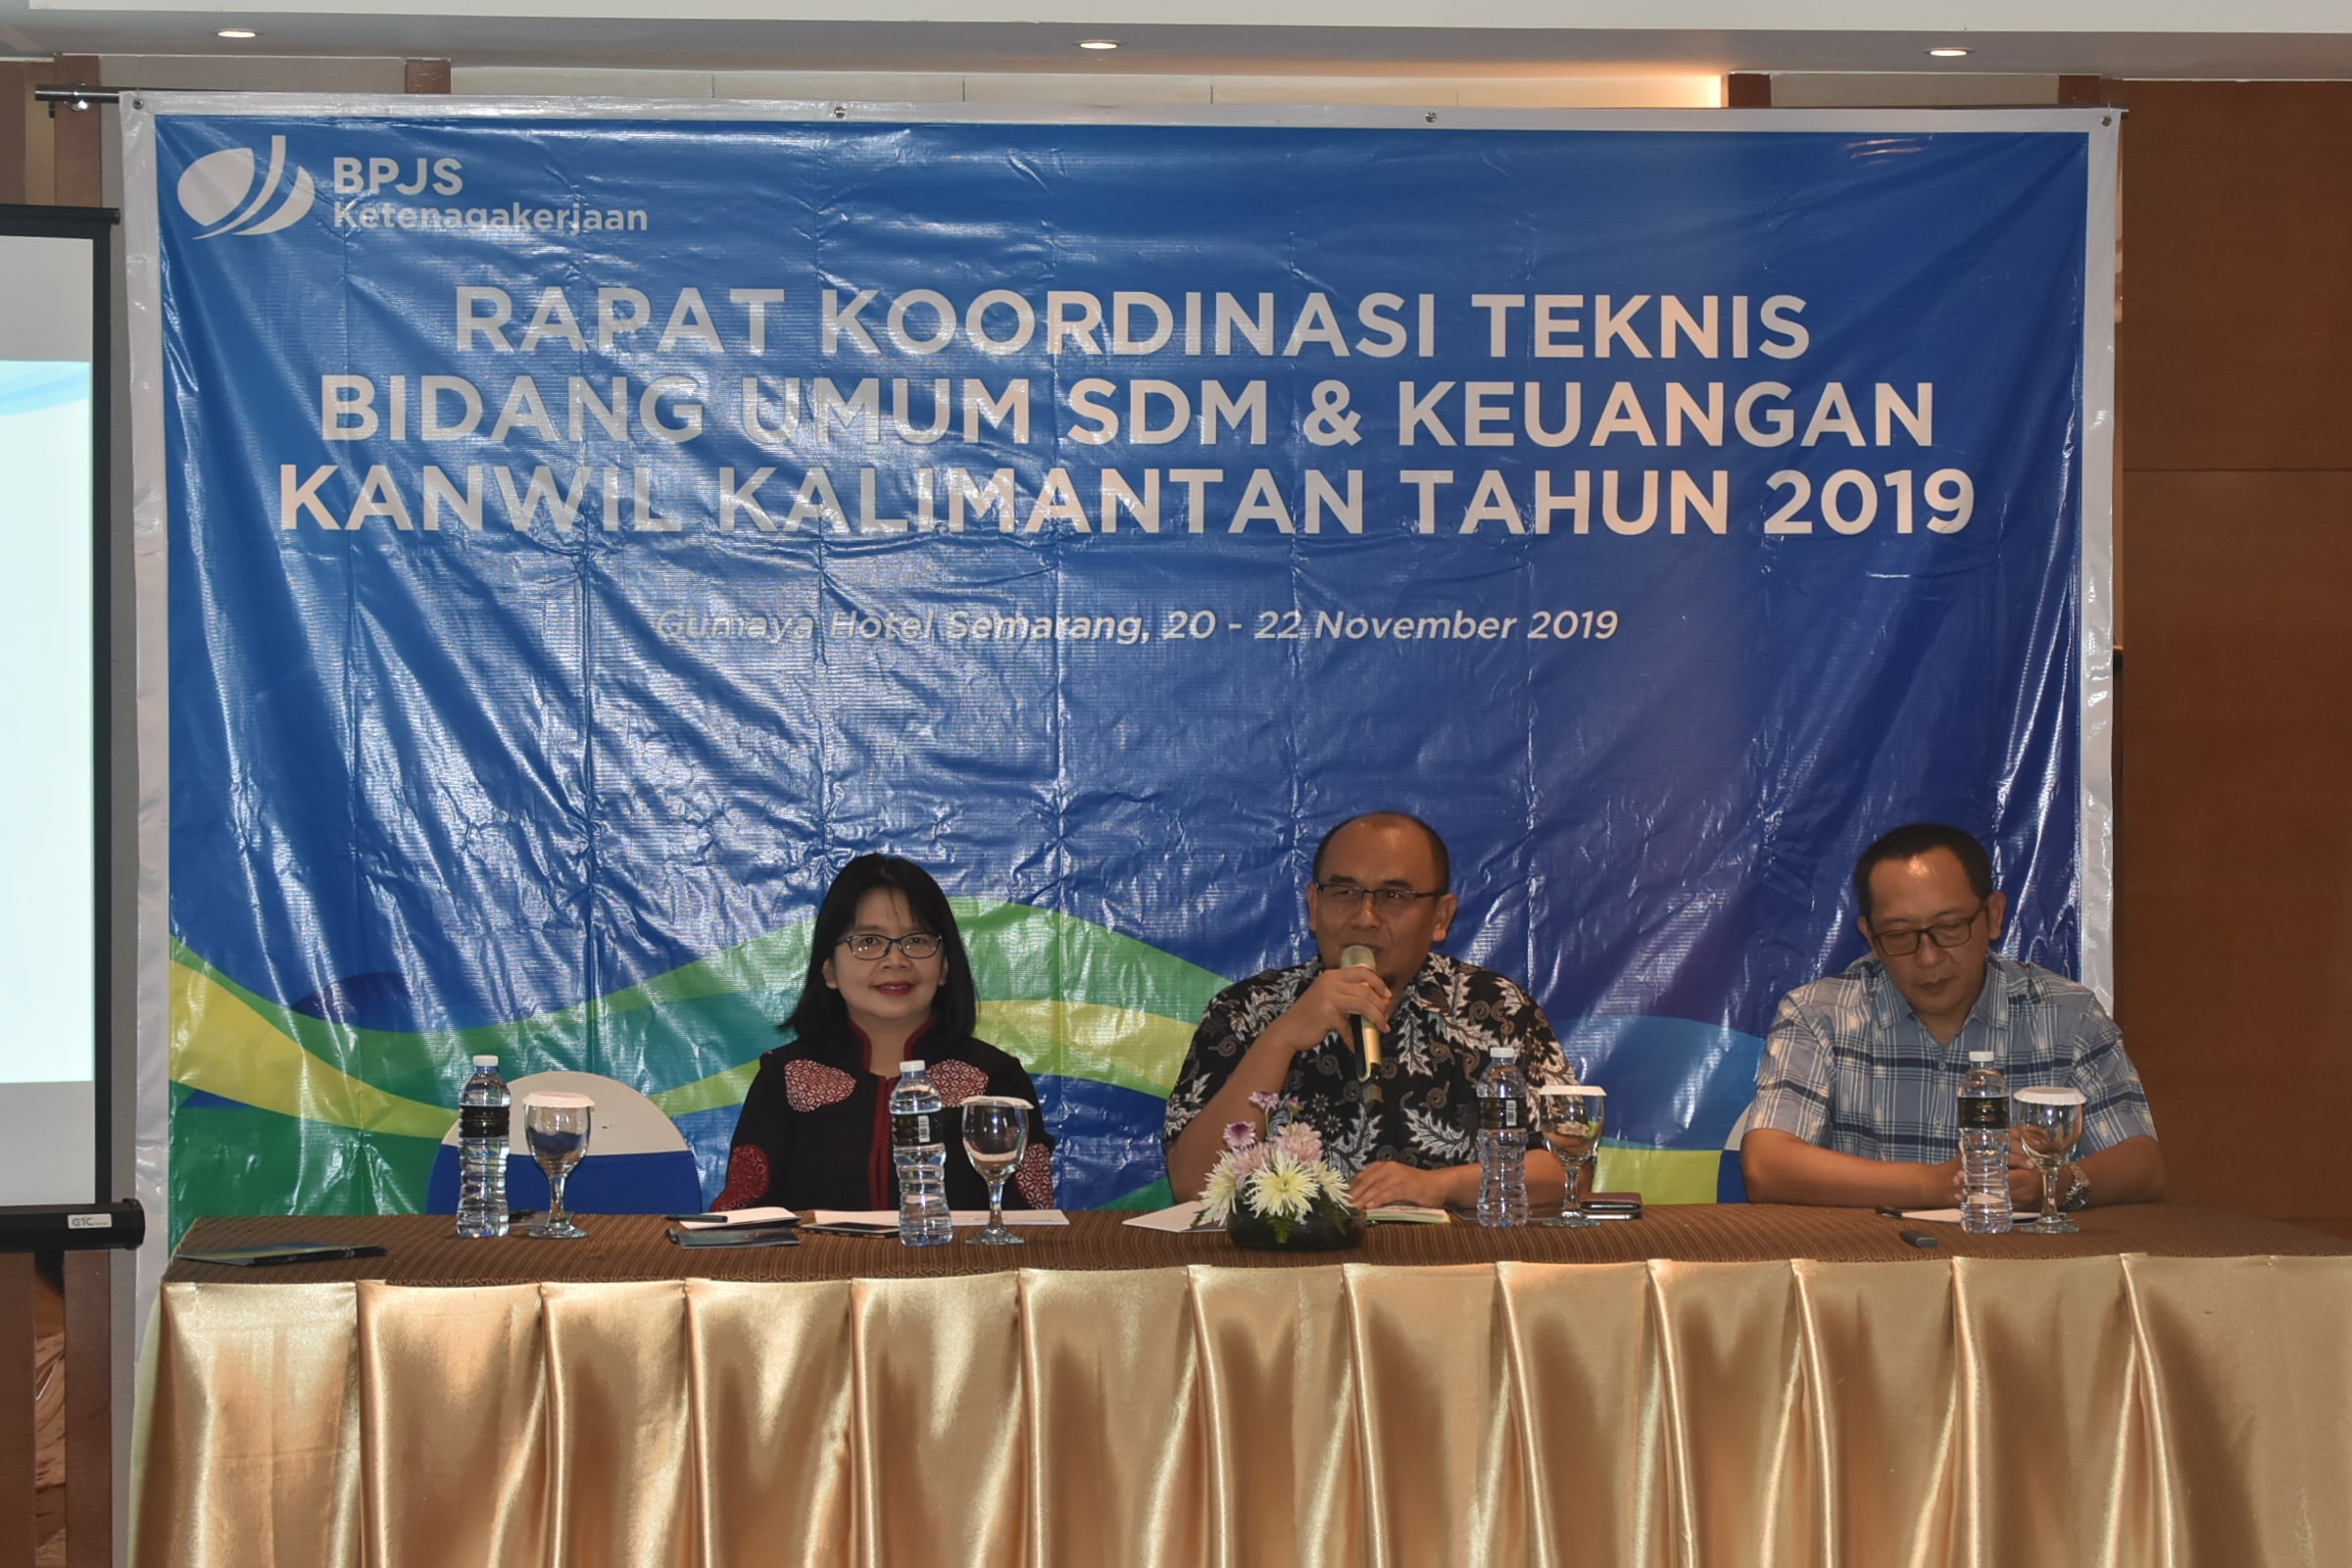 BPJS
Ketenagakerjaan
RAPAT KOORDINASI TEKNIS
BIDANG UMUM SDM & KEUANGAN
KANWIL KALIMANTAN TAHUN 2019
Gumaya Hotel Semarang, 20 - 22 November 2019